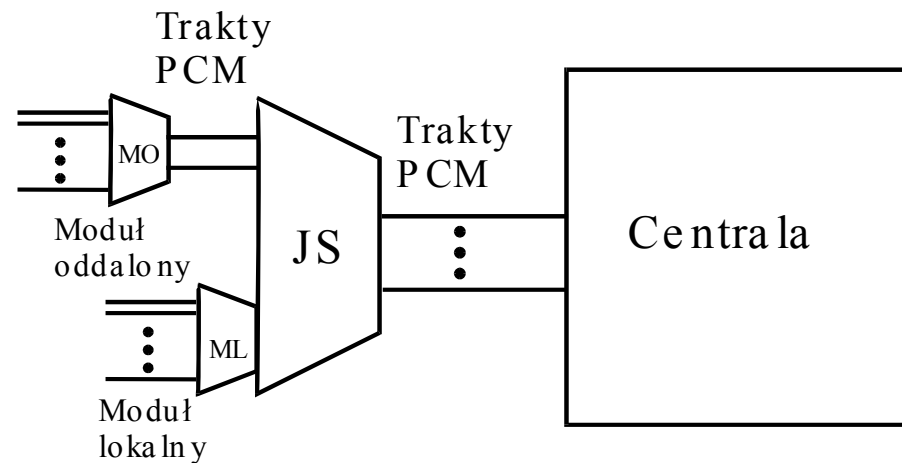 Trakty
PCM
MO
Moduł
oddalony
Trakty
PCM
JS
Centrala
ML
Moduł
lokalny